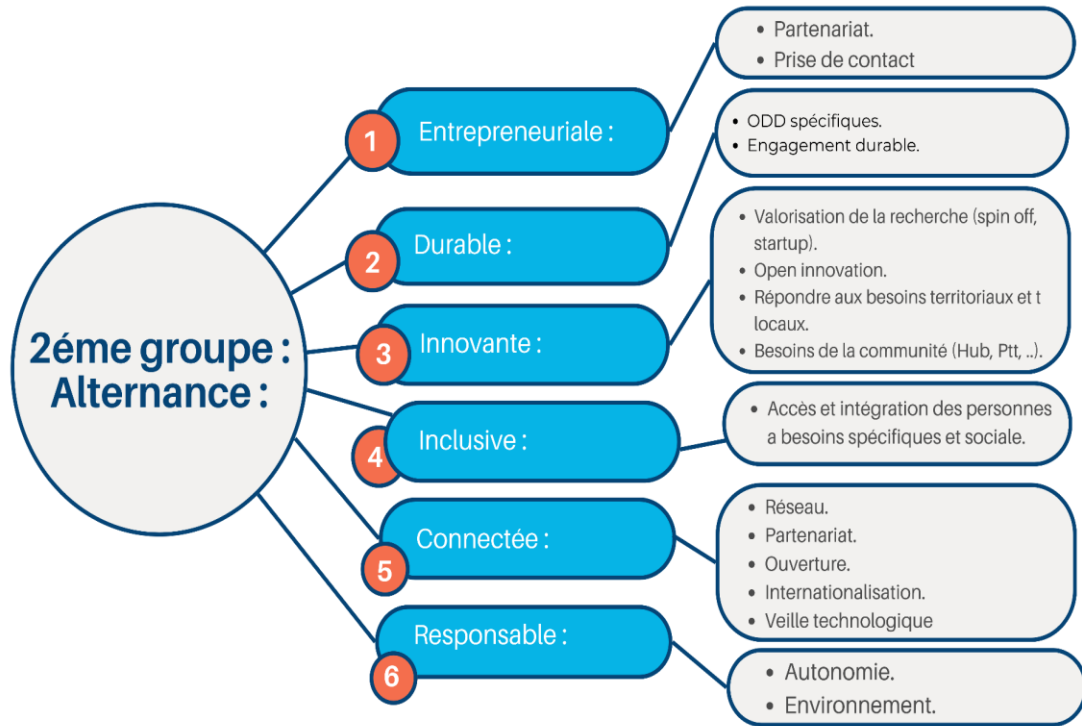 2éme groupe :
Alternance :
1
Entrepreneuriale :
• Partenariat.
• Prise de contact
2
Durable :
• ODD spécifiques.
• Engagement durable.
3
Innovante :
• Valorisation de la recherche (spin off,
startup).
• Open innovation.
• Répondre aux besoins territoriaux et t
locaux.
• Besoins de la communité (Hub, Ptt, ..).
4
Inclusive :
• Accès et intégration des personnes
a besoins spécifiques et sociale.
5
Connectée :
• Réseau.
• Partenariat.
• Ouverture.
• Internationalisation.
• Veille technologique
6
Responsable :
• Autonomie.
• Environnement.